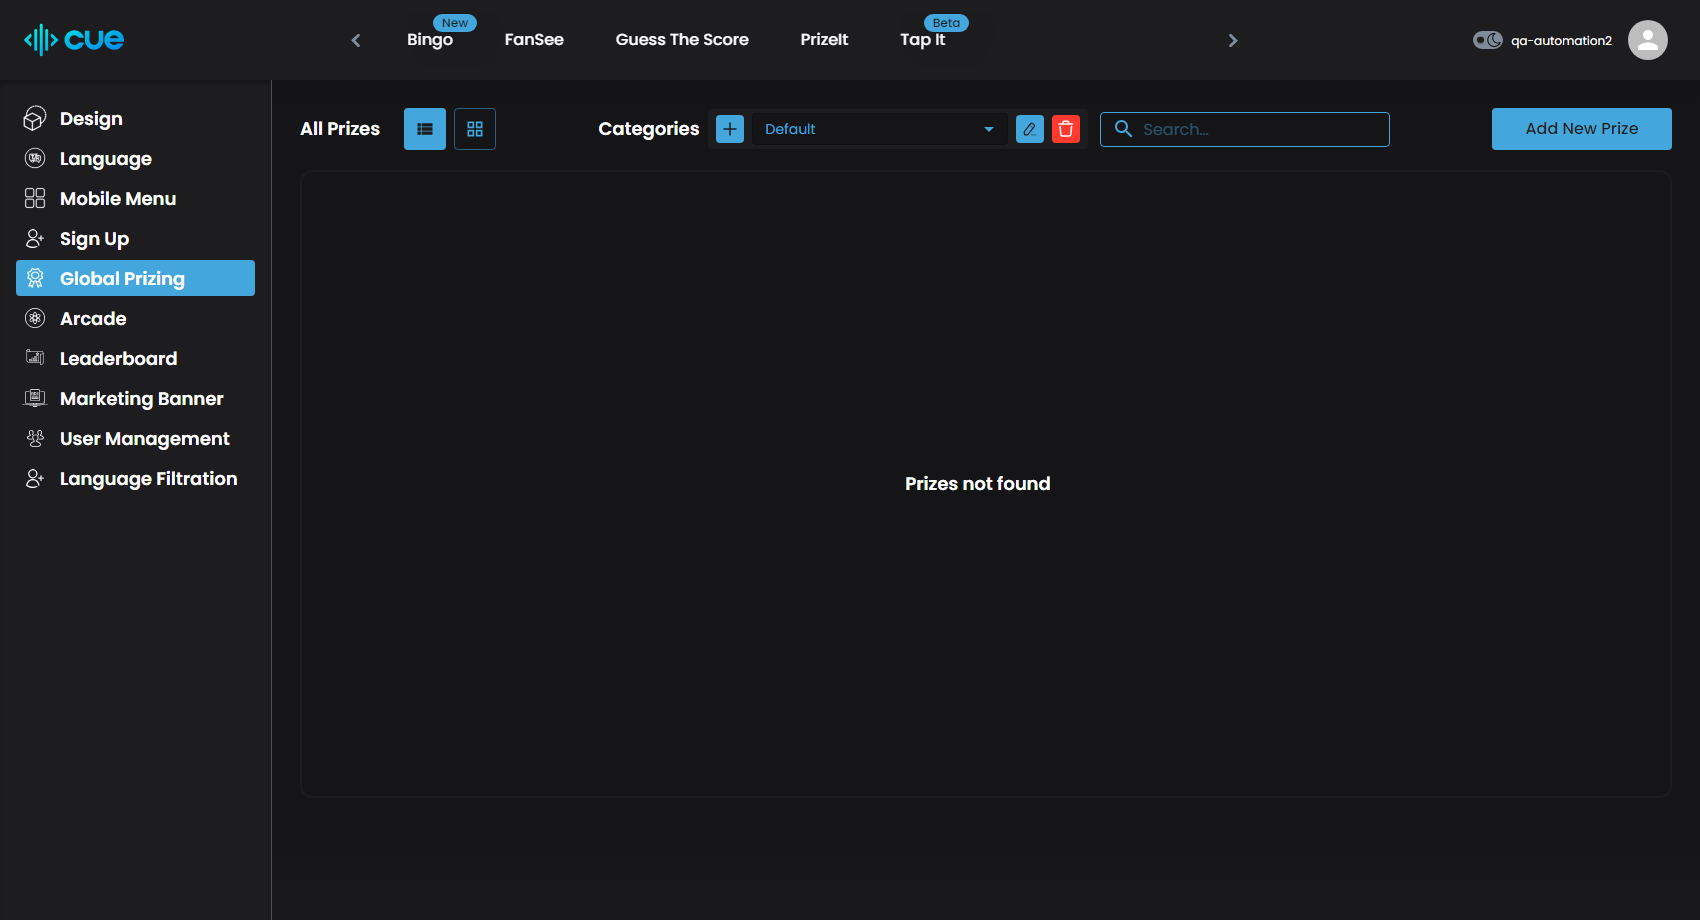 cue
New
Bingo
FanSee
Guess The Score
PrizeIt
Beta
Tap It
qa-automation2
Design
Language
Mobile Menu
Sign Up
Global Prizing
Arcade
Leaderboard
Marketing Banner
User Management
Language Filtration
All Prizes
Categories
Default
Search...
Add New Prize
Prizes not found